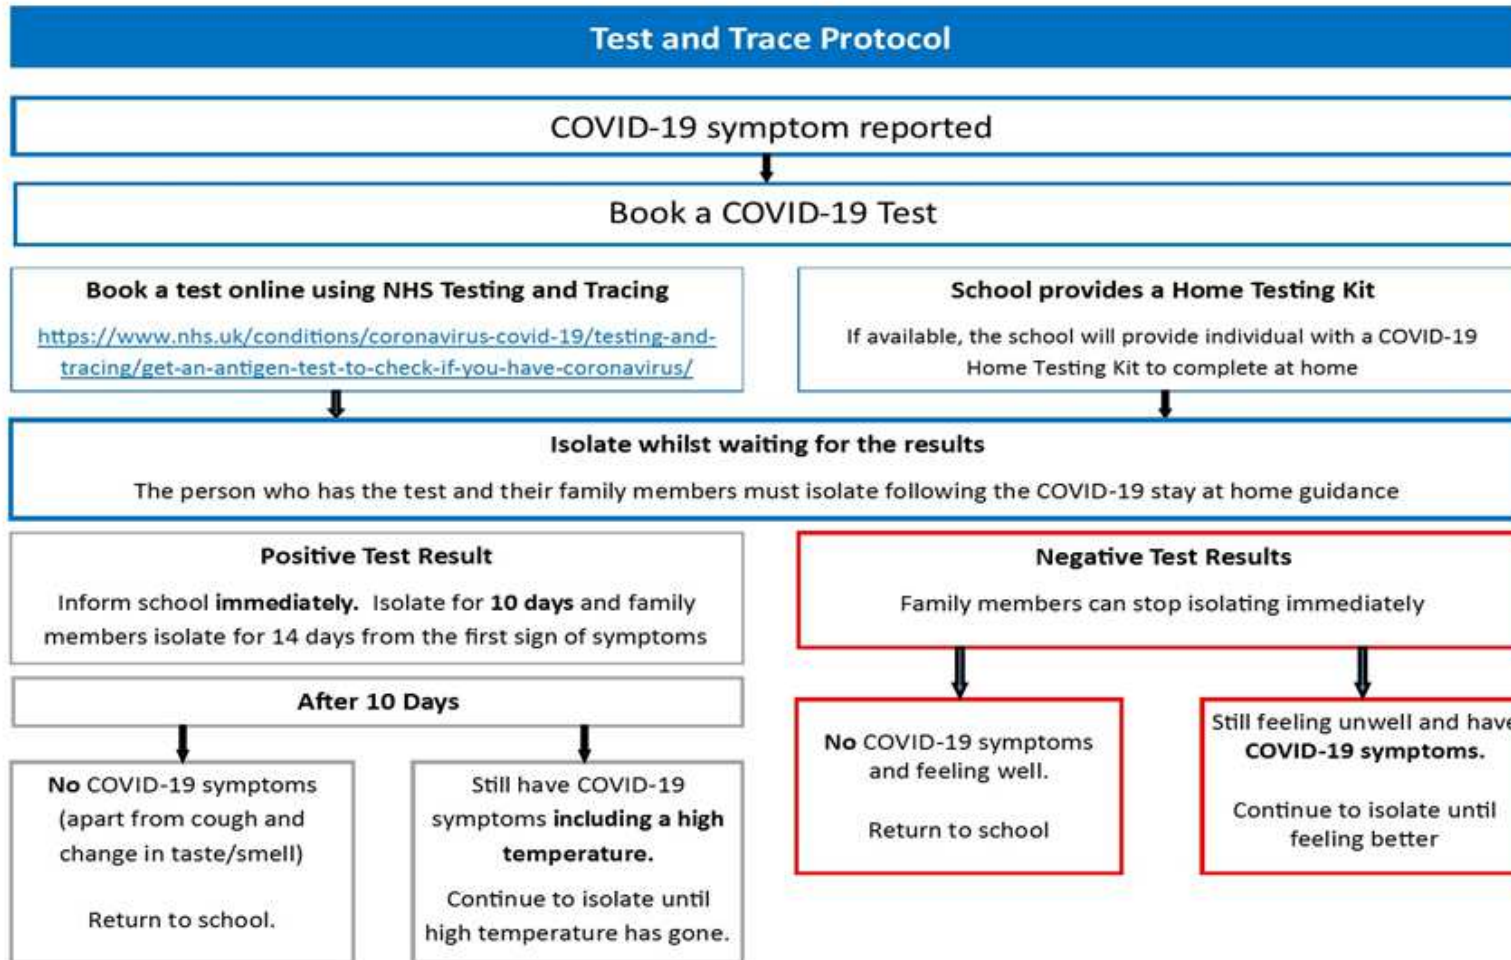 Test and Trace Protocol
COVID-19 symptom reported
Book a COVID-19 Test
Book a test online using NHS Testing and Tracing
https://www.nhs.uk/conditions/coronavirus-covid-19/testing-and-
tracing/get-an-antigen-test-to-check-if-you-have-coronavirus/
School provides a Home Testing Kit
If available, the school will provide individual with a COVID-19
Home Testing Kit to complete at home
Isolate whilst waiting for the results
The person who has the test and their family members must isolate following the COVID-19 stay at home guidance
Positive Test Result
Inform school immediately. Isolate for 10 days and family
members isolate for 14 days from the first sign of symptoms
After 10 Days
No COVID-19 symptoms
(apart from cough and
change in taste/smell)
Return to school.
Still have COVID-19
symptoms including a high
temperature.
Continue to isolate until
high temperature has gone.
Negative Test Results
Family members can stop isolating immediately
No COVID-19 symptoms
and feeling well.
Return to school
Still feeling unwell and have
COVID-19 symptoms.
Continue to isolate until
feeling better